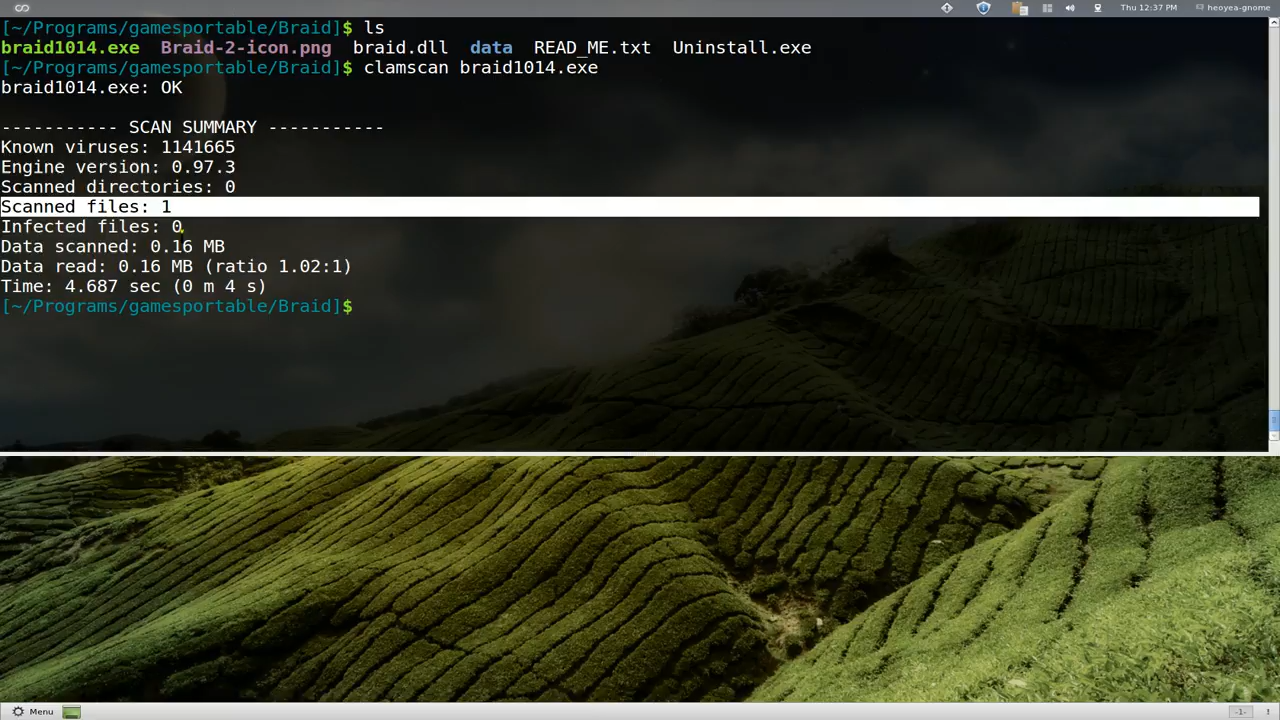 Thu 12:37 PM heoyea-gnome
[~/Programs/gamesportable/Braid]$ ls
braid1014.exe Braid-2-icon.png braid.dll data READ_ME.txt Uninstall.exe
[~/Programs/gamesportable/Braid]$ clamscan braid1014.exe
braid1014.exe: OK
----------- SCAN SUMMARY -----------
Known viruses: 1141665
Engine version: 0.97.3
Scanned directories: 0
Scanned files: 1
Infected files: 0
Data scanned: 0.16 MB
Data read: 0.16 MB (ratio 1.02:1)
Time: 4.687 sec (0 m 4 s)
[~/Programs/gamesportable/Braid]$
Menu -1-